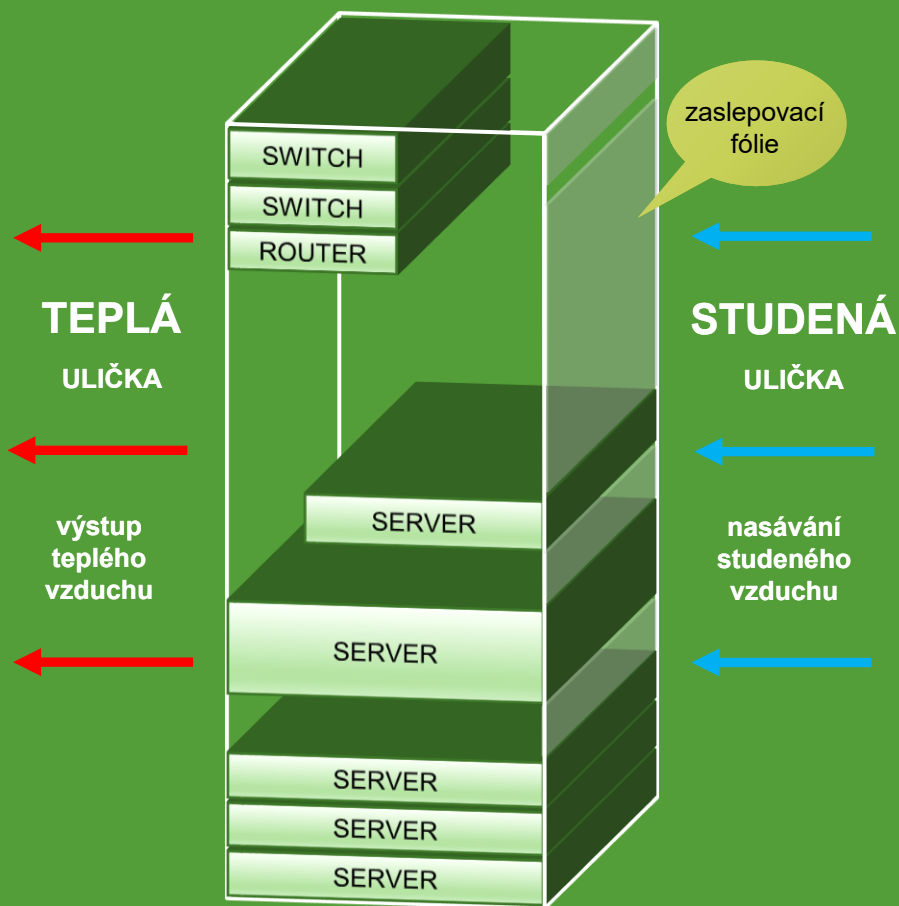 zaslepovací
fólie
SWITCH
SWITCH
ROUTER
TEPLÁ
ULIČKA
STUDENÁ
ULIČKA
SERVER
výstup
teplého
vzduchu
nasávání
studeného
vzduchu
SERVER
SERVER
SERVER
SERVER